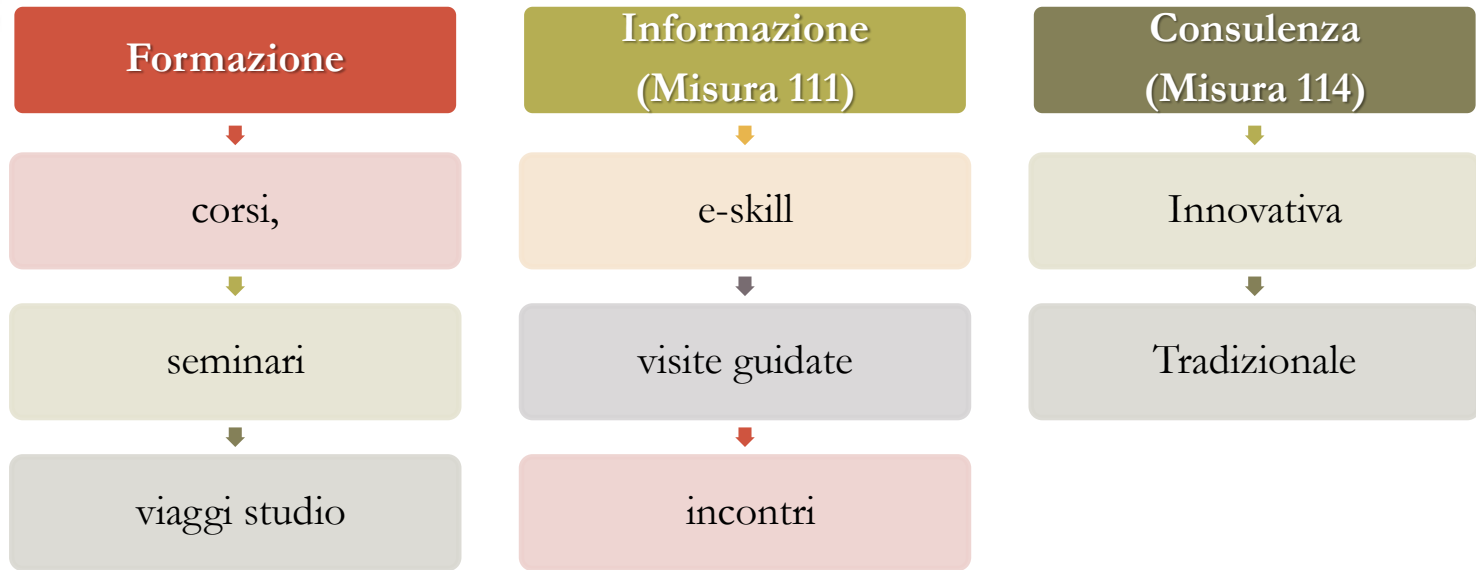 Formazione
corsi,
seminari
viaggi studio
Informazione
(Misura 111)
e-skill
visite guidate
incontri
Consulenza
(Misura 114)
Innovativa
Tradizionale